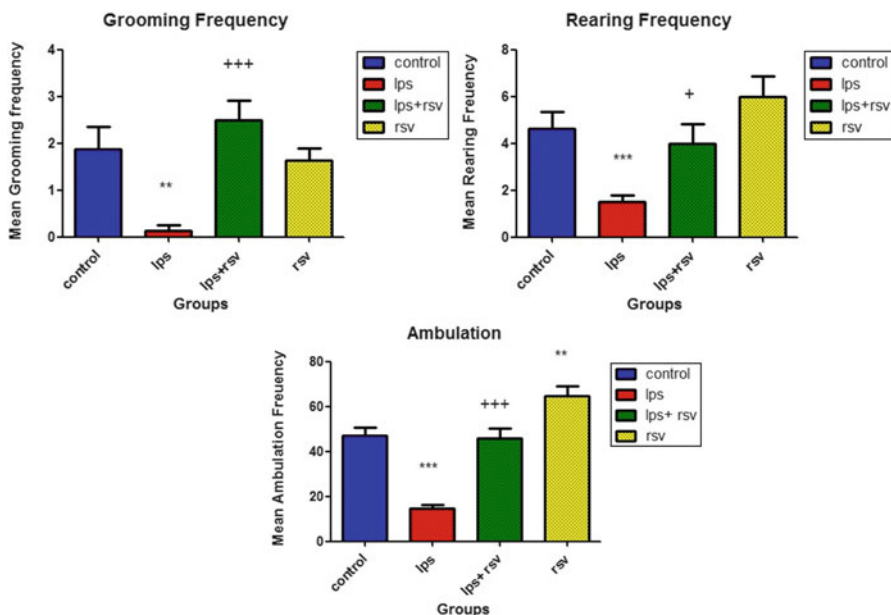 Grooming Frequency
Mean Grooming frequency
4
3
2
1
0
**
+++
control
lps
lps+rsv
rsv
Groups
control
lps
lps+rsv
rsv
Rearing Frequency
Mean Rearing Freuency
8
6
4
2
0
***
+
control
lps
lps+rsv
rsv
Groups
control
lps
lps+rsv
rsv
Ambulation
Mean Ambulation Freuency
80
60
40
20
0
***
+++
**
control
lps
lps+ rsv
rsv
Groups
control
lps
lps+ rsv
rsv